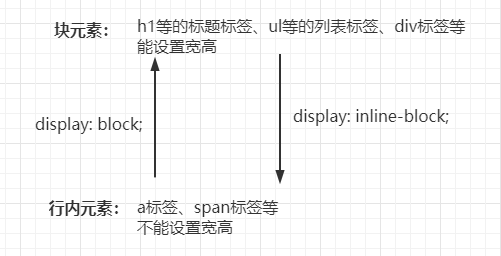 块元素： h1等的标题标签、ul等的列表标签、div标签等
能设置宽高
display: block;
display: inline-block;
行内元素： a标签、span标签等
不能设置宽高